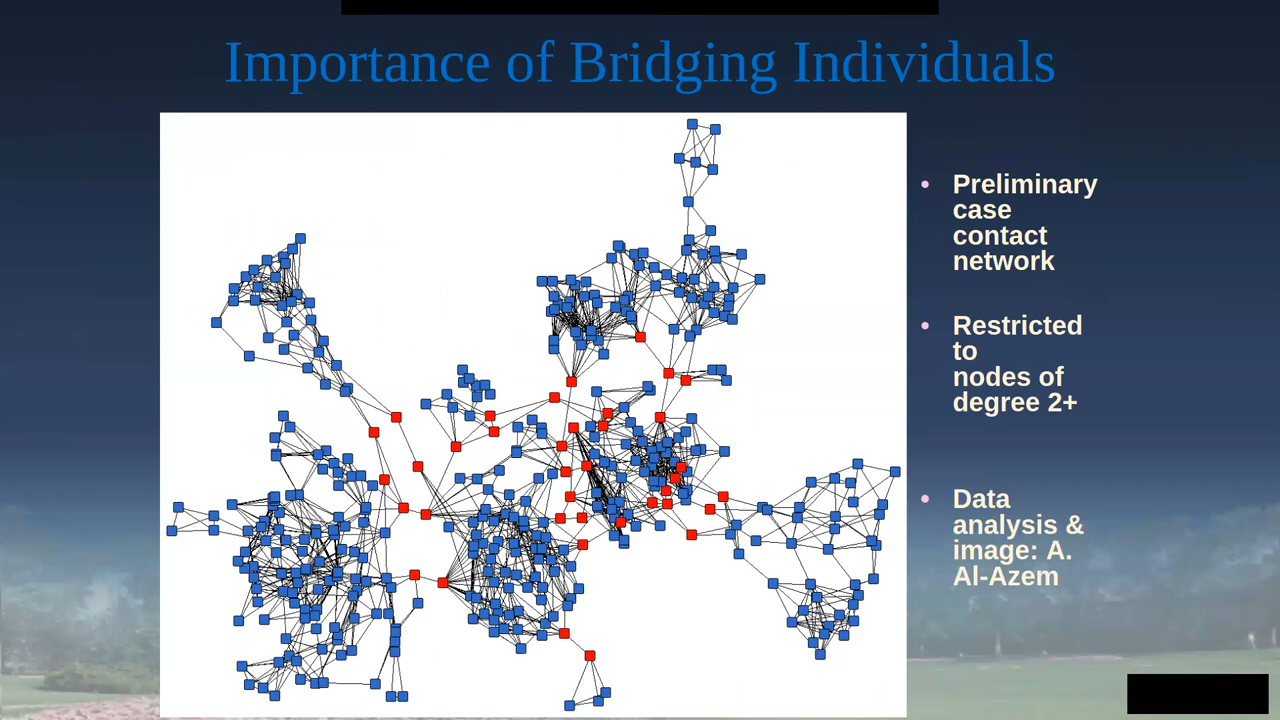 Importance of Bridging Individuals
• Preliminary
case
contact
network
• Restricted
to
nodes of
degree 2+
• Data
analysis &
image: A.
Al-Azem